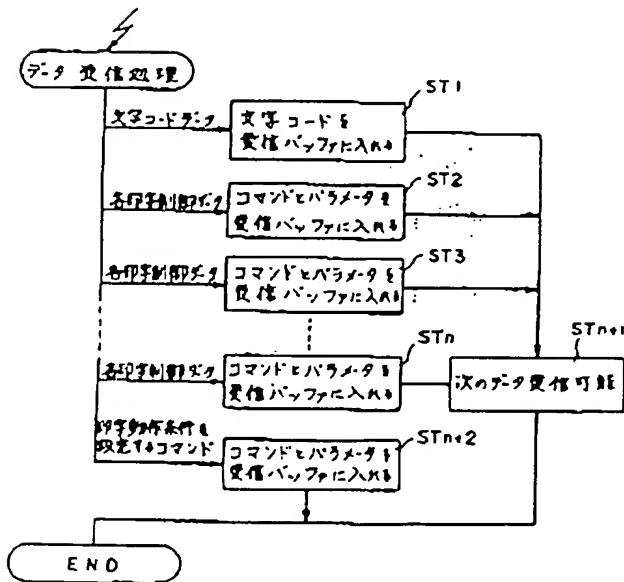 データ受信処理
ST1
文字コードデータ
文字コードを
受信バッファに入れる
ST2
各印字制御データ
コマンドとパラメータを
受信バッファに入れる
ST3
各印字制御データ
コマンドとパラメータを
受信バッファに入れる
STn
STn+1
各印字制御データ
コマンドとパラメータを
受信バッファに入れる
次のデータ受信可能
印字動作条件を
設定するコマンド
STn+2
コマンドとパラメータを
受信バッファに入れる
END